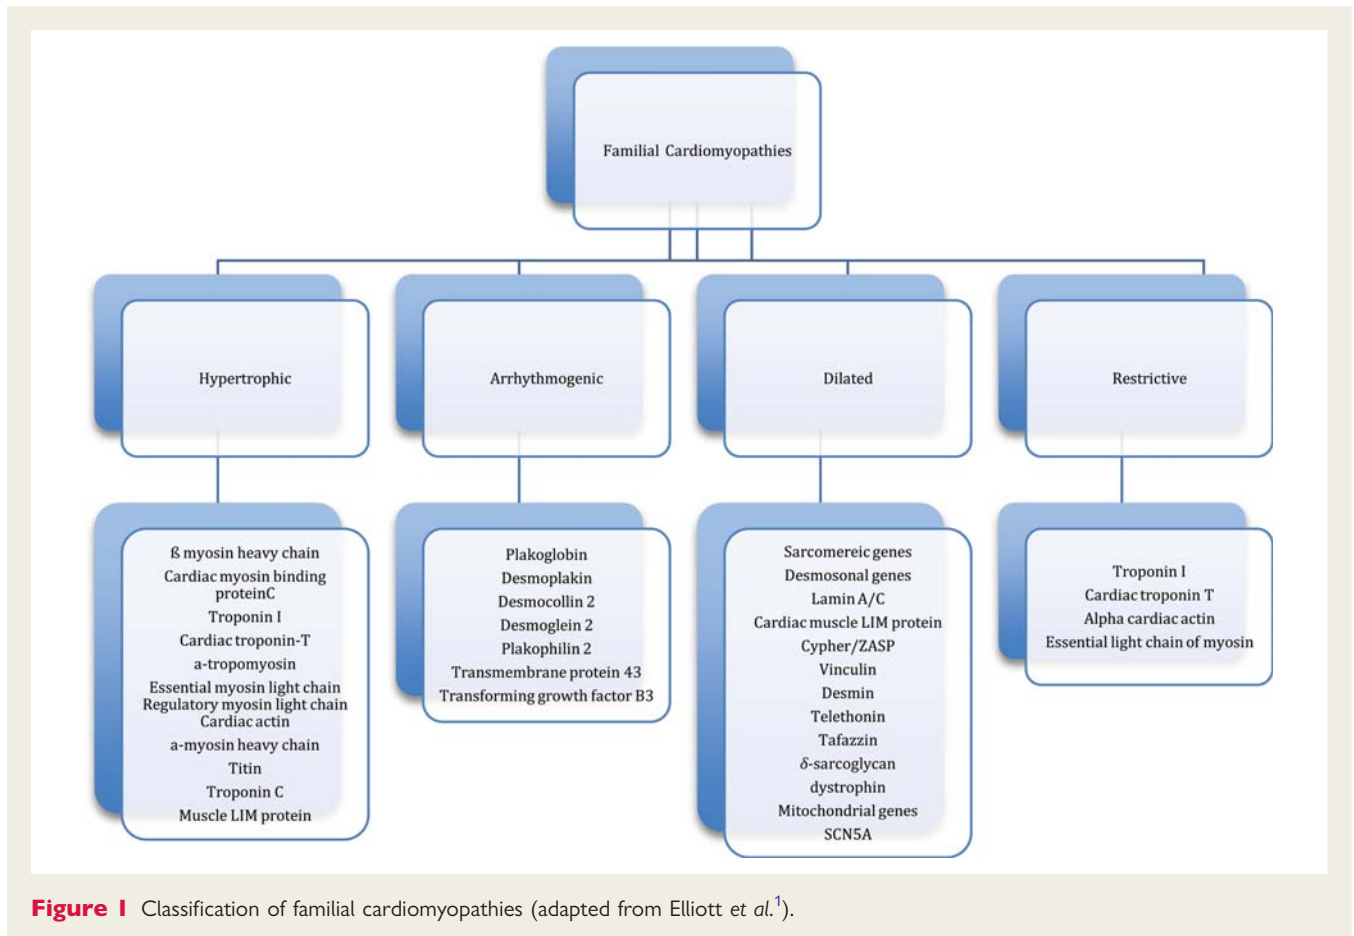 Familial Cardiomyopathies
Hypertrophic
Arrhythmogenic
Dilated
Restrictive
ß myosin heavy chain
Cardiac myosin binding
proteinC
Troponin I
Cardiac troponin-T
a-tropomyosin
Essential myosin light chain
Regulatory myosin light chain
Cardiac actin
a-myosin heavy chain
Titin
Troponin C
Muscle LIM protein
Plakoglobin
Desmoplakin
Desmocollin 2
Desmoglein 2
Plakophilin 2
Transmembrane protein 43
Transforming growth factor B3
Sarcomereic genes
Desmosonal genes
Lamin A/C
Cardiac muscle LIM protein
Cypher/ZASP
Vinculin
Desmin
Telethonin
Tafazzin
δ-sarcoglycan
dystrophin
Mitochondrial genes
SCN5A
Troponin I
Cardiac troponin T
Alpha cardiac actin
Essential light chain of myosin
Figure 1 Classification of familial cardiomyopathies (adapted from Elliott et al.1).